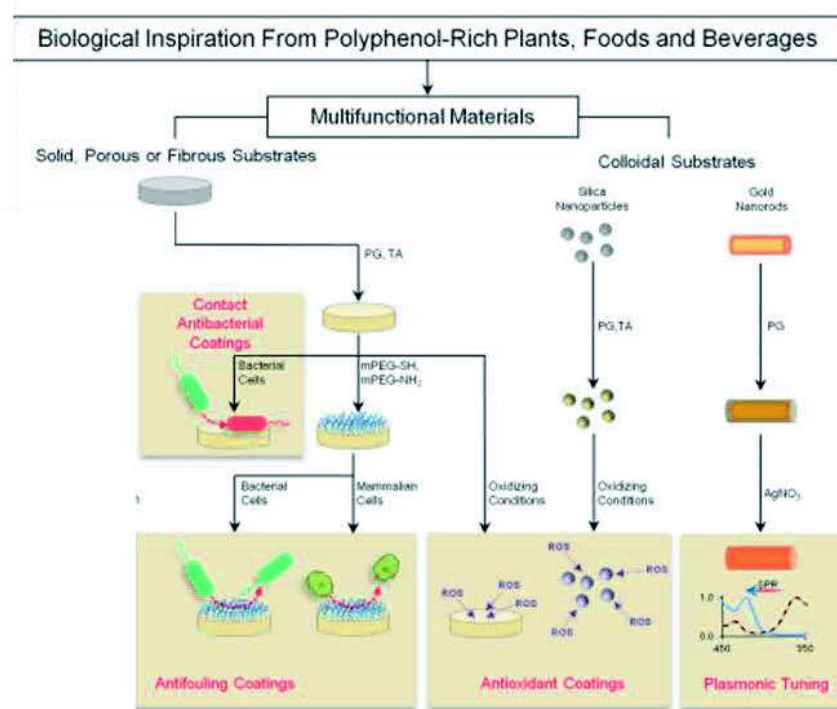 Biological Inspiration From Polyphenol-Rich Plants, Foods and Beverages
Multifunctional Materials
Solid, Porous or Fibrous Substrates
Colloidal Substrates
Silica
Nanoparticles
Gold
Nanorods
PG, TA
PG,TA
PG
Contact
Antibacterial
Coatings
Bacterial
Cells
mPEG-SH,
mPEG-NH₂
Bacterial
Cells
Mammalian
Cells
Oxidizing
Conditions
Oxidizing
Conditions
AgNO₃
ROS
ROS
ROS
ROS
ROS
ROS
ROS
ROS
SPR
1.0
0.0
450
Antifouling Coatings
Antioxidant Coatings
Plasmonic Tuning